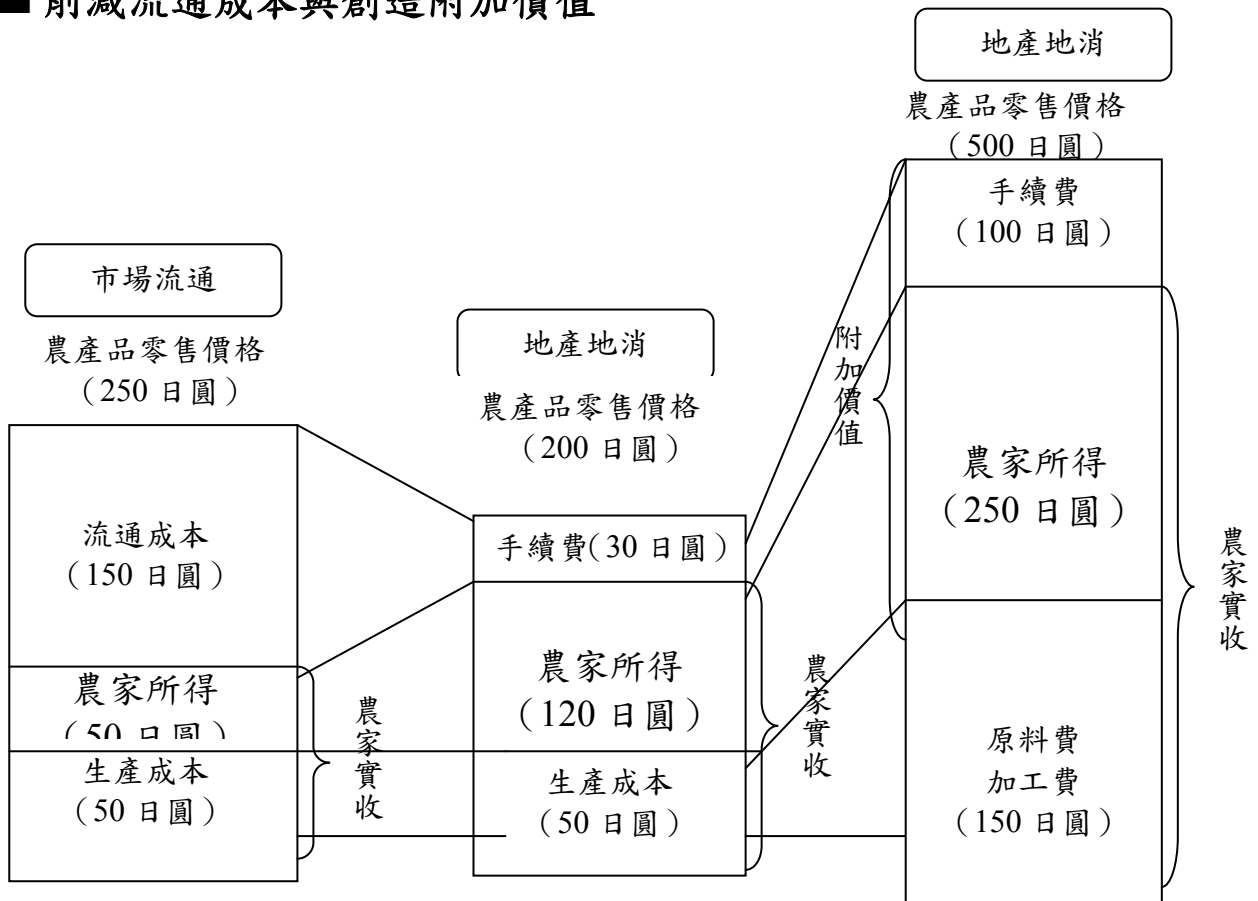 ■ 削減流通成本與創造附加價值
地產地消
農產品零售價格
（500 日圓）
手續費
（100 日圓）
農家所得
（250 日圓）
原料費
加工費
（150 日圓）
農家實收
附加價值
市場流通
農產品零售價格
（250 日圓）
流通成本
（150 日圓）
農家所得
（50 日圓）
生產成本
（50 日圓）
農家實收
地產地消
農產品零售價格
（200 日圓）
手續費(30 日圓）
農家所得
（120 日圓）
生產成本
（50 日圓）
農家實收